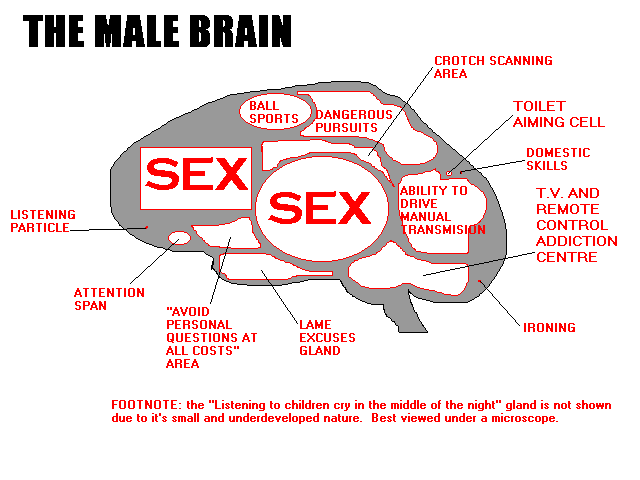 THE MALE BRAIN
CROTCH SCANNING
AREA
BALL
SPORTS
DANGEROUS
PURSUITS
TOILET
AIMING CELL
DOMESTIC
SKILLS
SEX
SEX
ABILITY TO
DRIVE
MANUAL
TRANSMISION
T.V. AND
REMOTE
CONTROL
ADDICTION
CENTRE
LISTENING
PARTICLE
ATTENTION
SPAN
"AVOID
PERSONAL
QUESTIONS AT
ALL COSTS"
AREA
LAME
EXCUSES
GLAND
IRONING
FOOTNOTE: the "Listening to children cry in the middle of the night" gland is not shown
due to it's small and underdeveloped nature. Best viewed under a microscope.